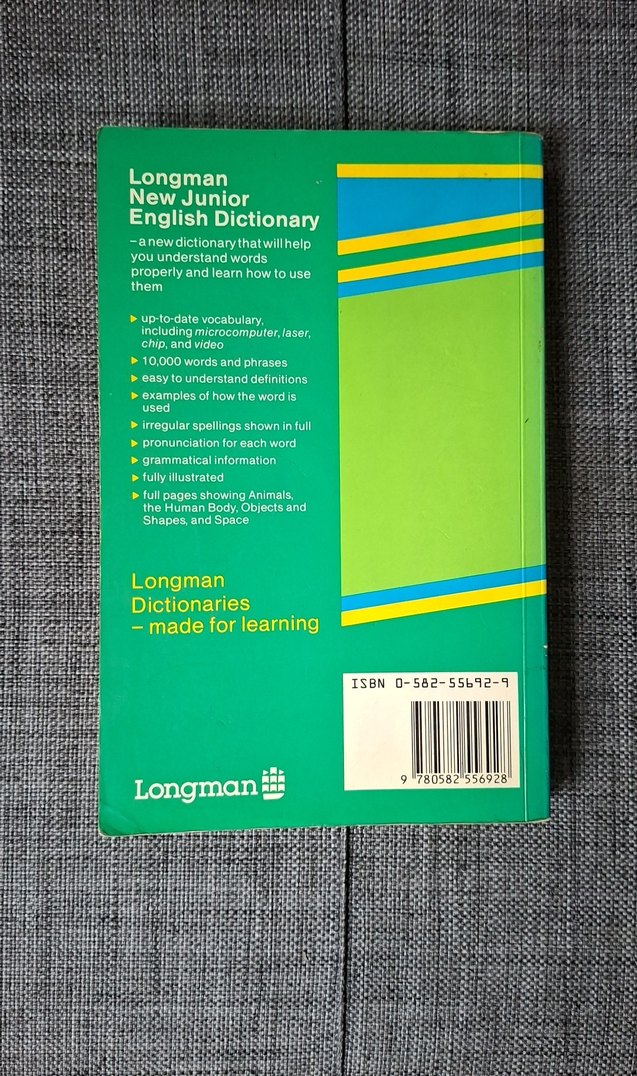 Longman
New Junior
English Dictionary
– a new dictionary that will help
you understand words
properly and learn how to use
them
up-to-date vocabulary,
including microcomputer, laser,
chip, and video
10,000 words and phrases
easy to understand definitions
examples of how the word is
used
irregular spellings shown in full
pronunciation for each word
grammatical information
fully illustrated
full pages showing Animals,
the Human Body, Objects and
Shapes, and Space
Longman
Dictionaries
– made for learning
ISBN 0-582-55692-9
9 780582 556928
Longman